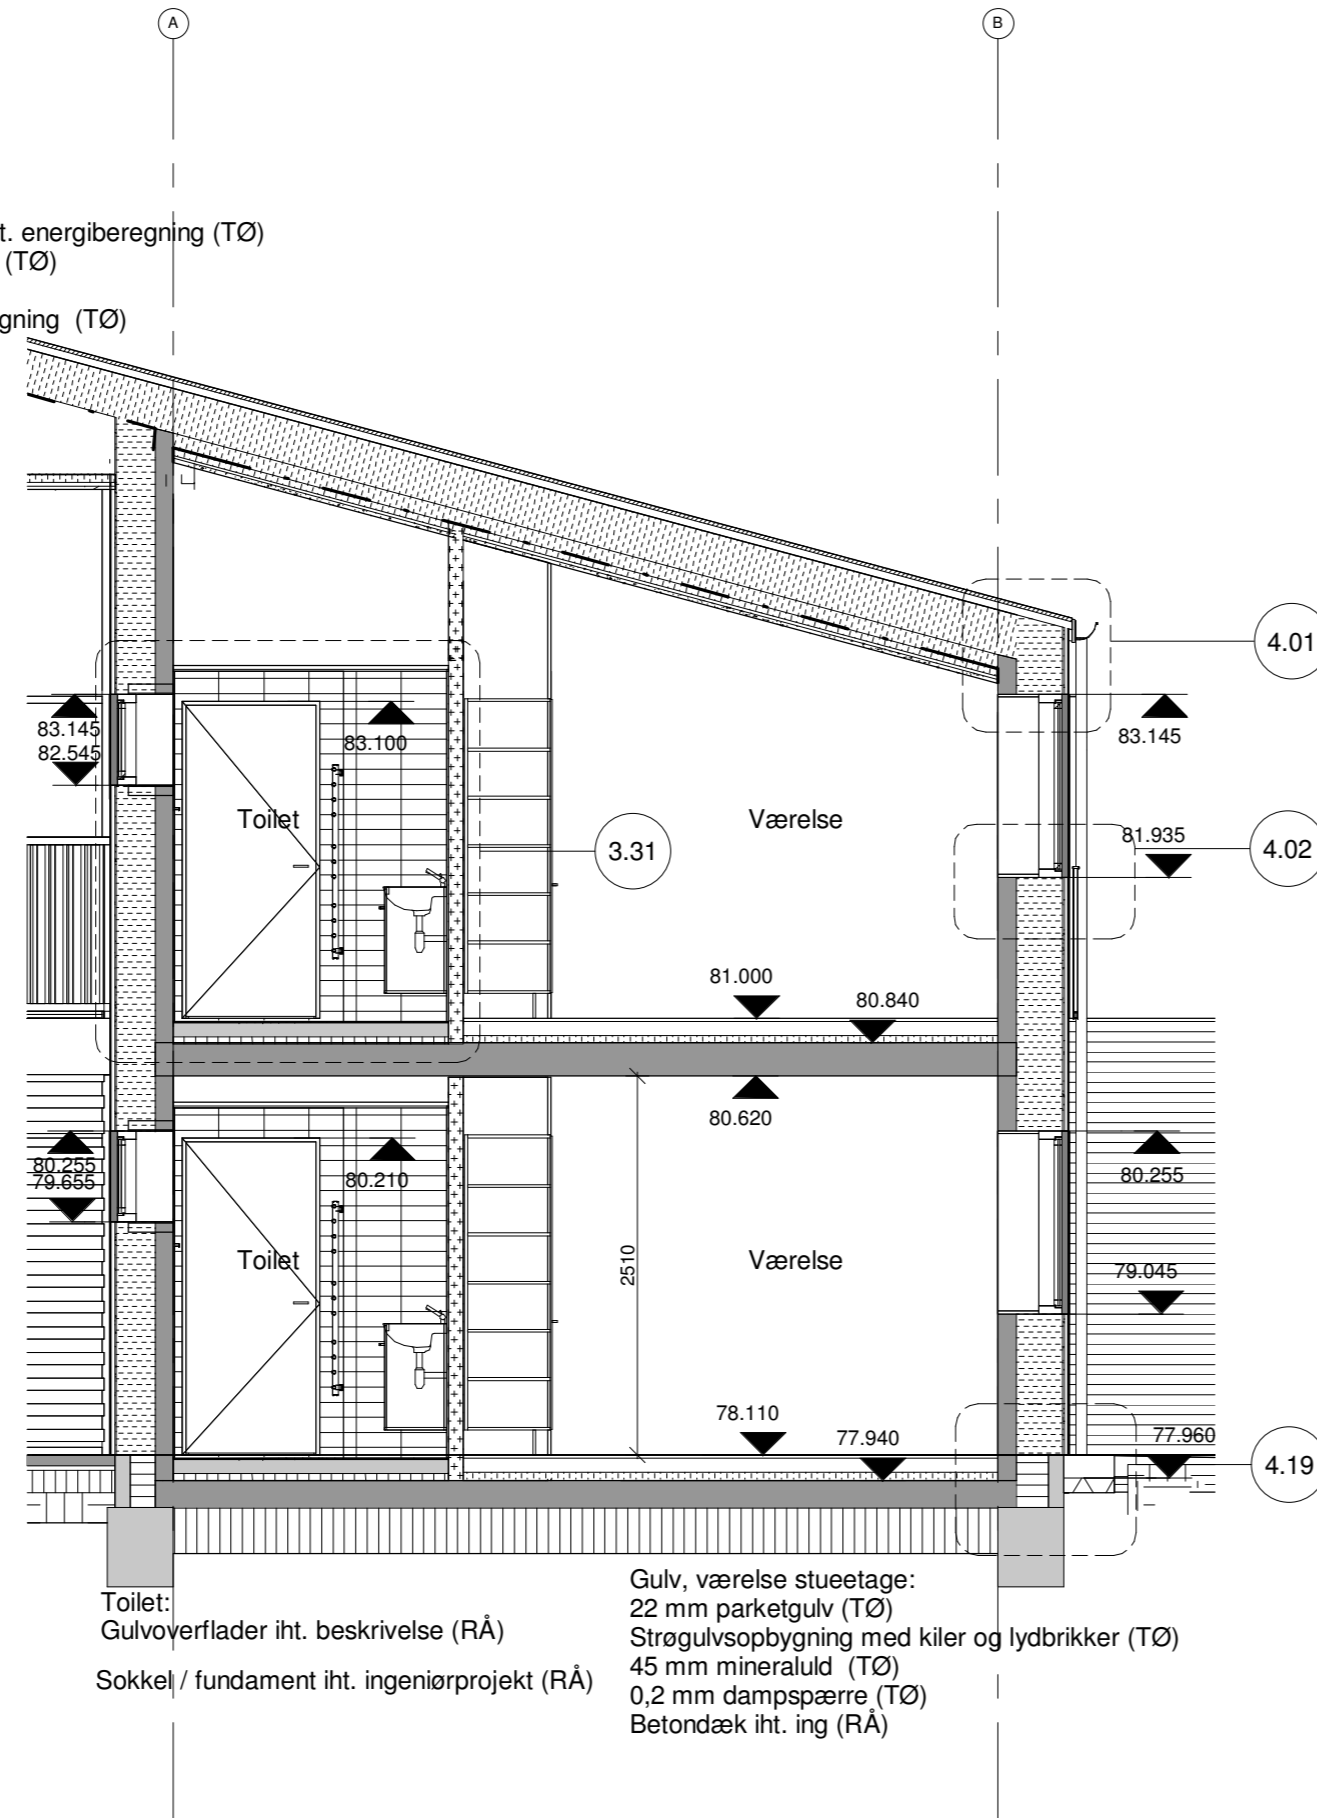 A
B
t. energiberegning (TØ)
(TØ)
gning (TØ)
4.01
83.145
82.545
83.100
83.145
Toilet
Værelse
3.31
81.935
4.02
81.000
80.840
80.620
80.255
79.655
80.210
80.255
2510
Toilet
Værelse
79.045
78.110
77.940
77.960
4.19
Toilet:
Gulvoverflader iht. beskrivelse (RÅ)
Sokkel / fundament iht. ingeniørprojekt (RÅ)
Gulv, værelse stueetage:
22 mm parketgulv (TØ)
Strøgulvsopbygning med kiler og lydbrikker (TØ)
45 mm mineraluld (TØ)
0,2 mm dampspærre (TØ)
Betondæk iht. ing (RÅ)